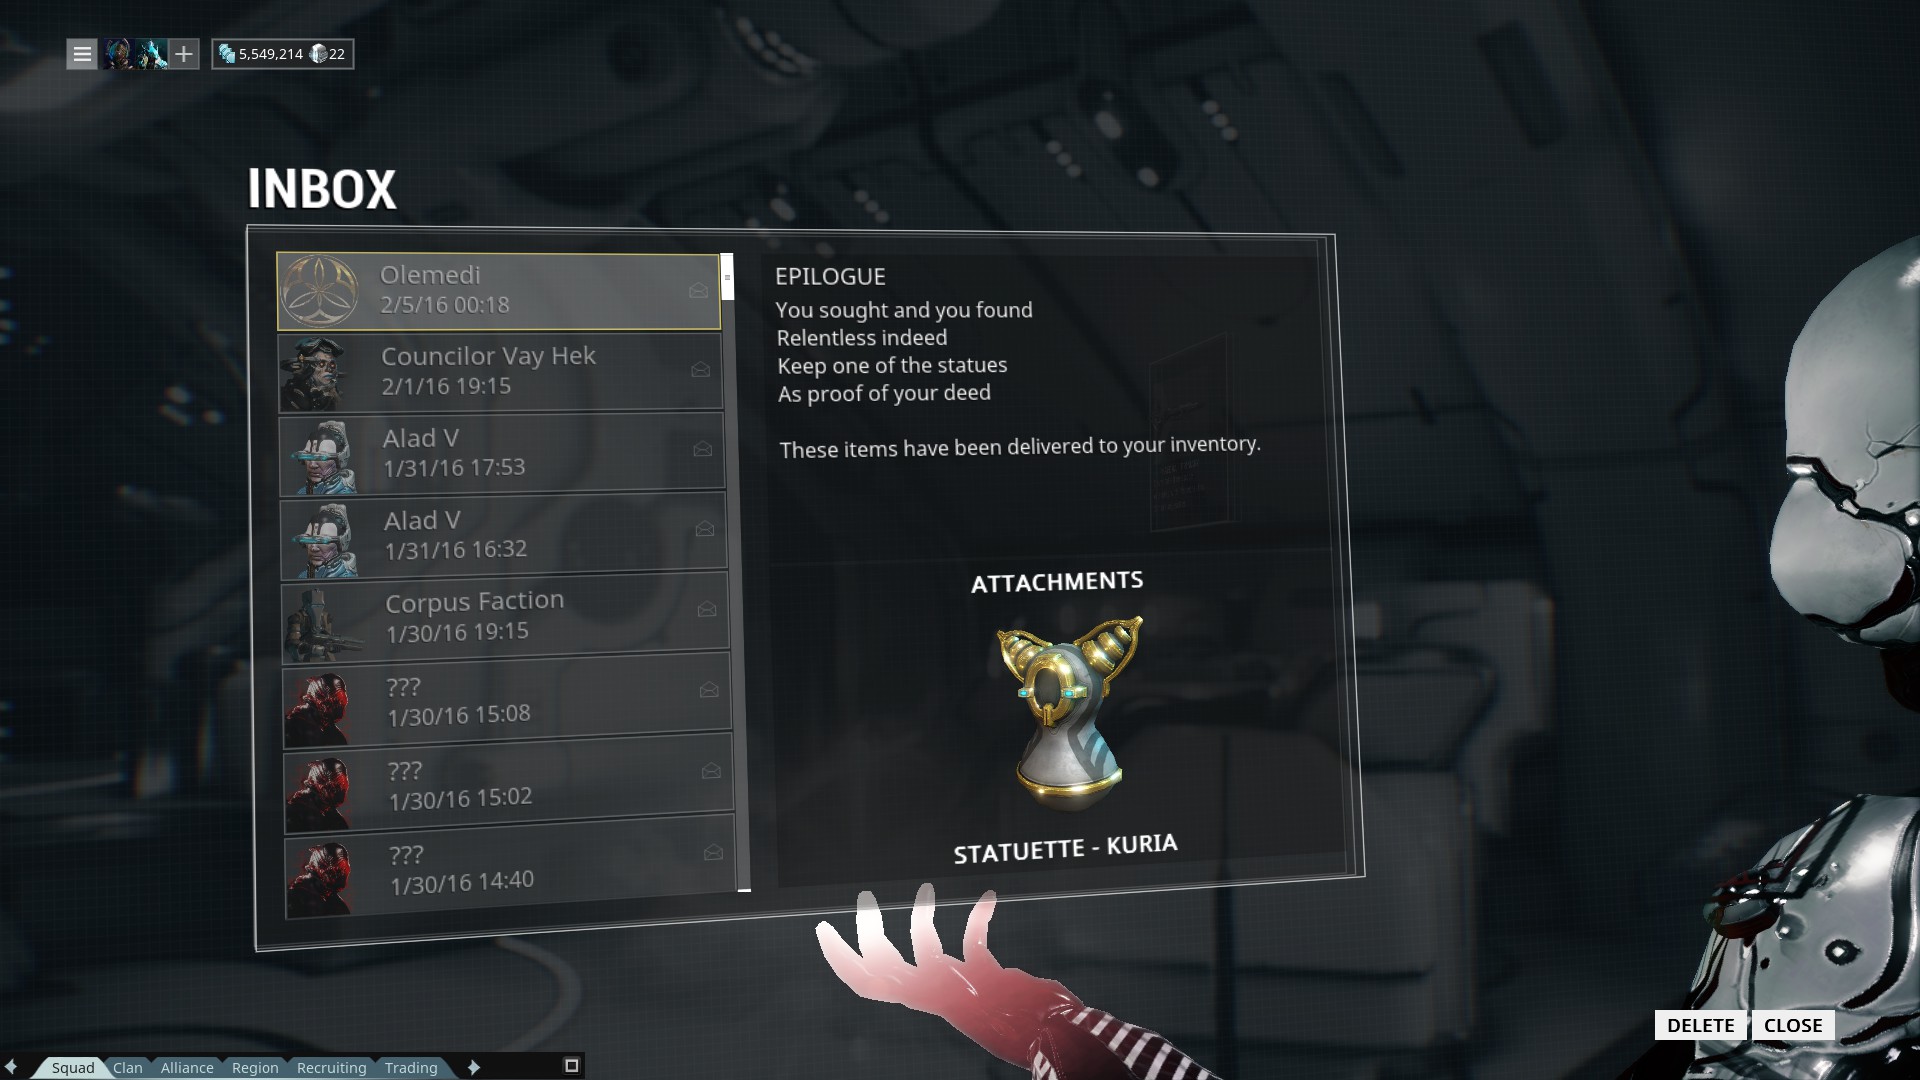 5,549,214 22
INBOX
Olemedi
2/5/16 00:18
Councilor Vay Hek
2/1/16 19:15
Alad V
1/31/16 17:53
Alad V
1/31/16 16:32
Corpus Faction
1/30/16 19:15
???
1/30/16 15:08
???
1/30/16 15:02
???
1/30/16 14:40
EPILOGUE
You sought and you found
Relentless indeed
Keep one of the statues
As proof of your deed
These items have been delivered to your inventory.
ATTACHMENTS
STATUETTE - KURIA
DELETE CLOSE
Squad Clan Alliance Region Recruiting Trading